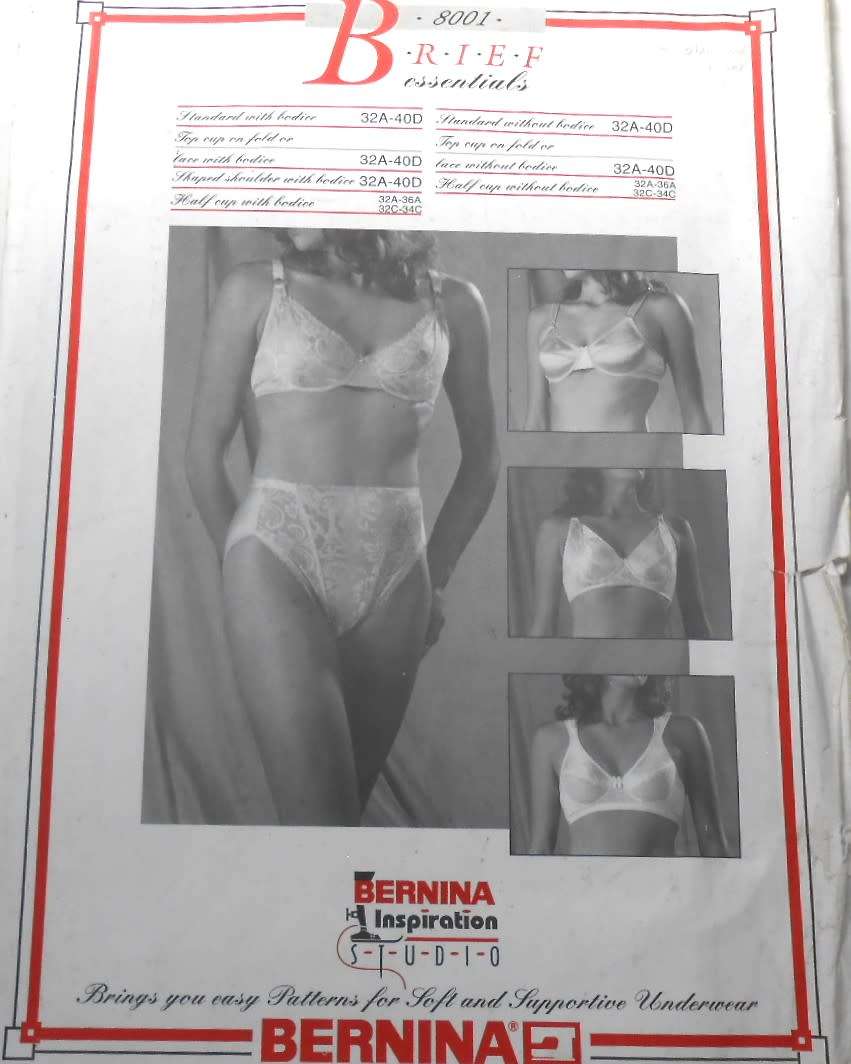 · 8001 ·
B·R·I·E·F
essentials
Standard with bodice 32A-40D
Top cup on fold or
lace with bodice 32A-40D
Shaped shoulder with bodice 32A-40D
Half cup with bodice 32A-36A
32C-34C
Standard without bodice 32A-40D
Top cup on fold or
lace without bodice 32A-40D
Half cup without bodice 32A-36A
32C-34C
BERNINA
Inspiration
S-T-U-D-I-O
Brings you easy Patterns for Soft and Supportive Underwear
BERNINA®